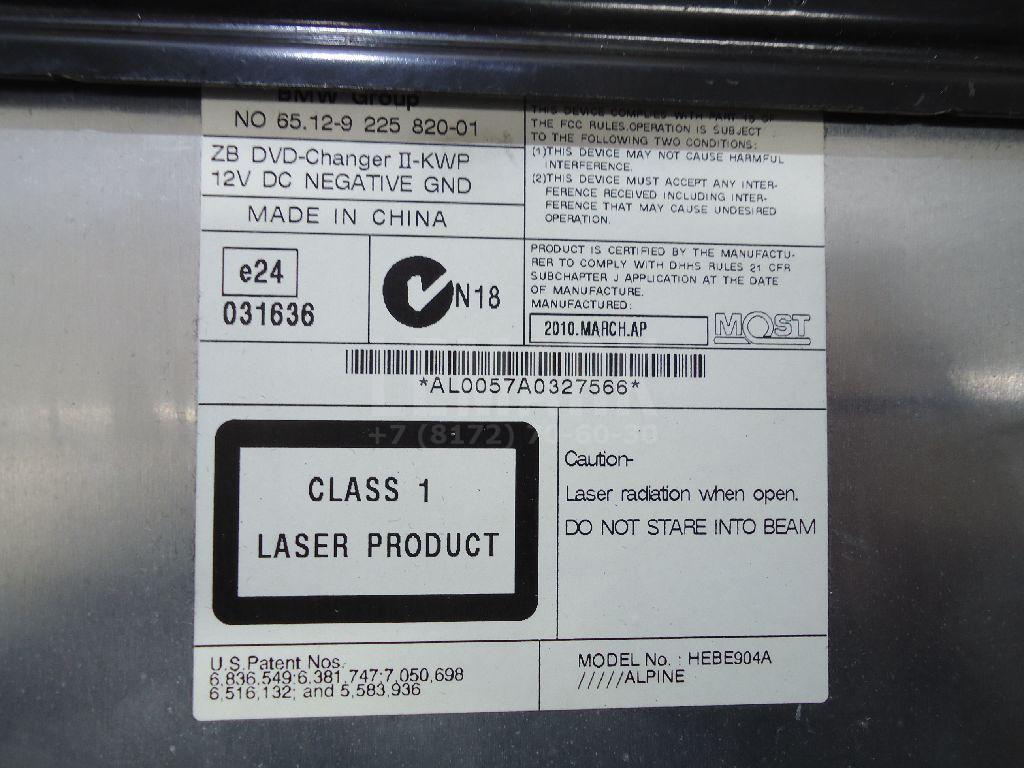 BMW Group
NO 65.12-9 225 820-01
ZB DVD-Changer II-KWP
12V DC NEGATIVE GND
MADE IN CHINA
THIS DEVICE COMPLIES WITH PART 15 OF
THE FCC RULES.OPERATION IS SUBJECT
TO THE FOLLOWING TWO CONDITIONS:
(1)THIS DEVICE MAY NOT CAUSE HARMFUL
INTERFERENCE.
(2)THIS DEVICE MUST ACCEPT ANY INTER-
FERENCE RECEIVED INCLUDING INTER-
FERENCE THAT MAY CAUSE UNDESIRED
OPERATION.
e24
031636
N18
PRODUCT IS CERTIFIED BY THE MANUFACTU-
RER TO COMPLY WITH DHHS RULES 21 CFR
SUBCHAPTER J APPLICATION AT THE DATE
OF MANUFACTURE.
MANUFACTURED:
2010.MARCH.AP
MOST
*AL0057A0327566*
+7 (8172) 7 -60-30
CLASS 1
LASER PRODUCT
Caution-
Laser radiation when open.
DO NOT STARE INTO BEAM
U.S.Patent Nos.
6,836,549;6,381,747;7,050,698
6,516,132; and 5,583,936
MODEL No. : HEBE904A
/////ALPINE